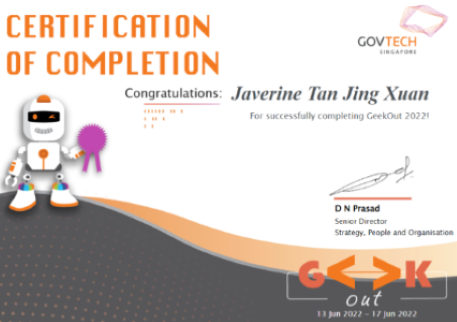 CERTIFICATION
OF COMPLETION
GOVTECH
SINGAPORE
Congratulations: Javerine Tan Jing Xuan
For successfully completing GeekOut 2022!
D N Prasad
Senior Director
Strategy, People and Organisation
G<>K
out
13 Jun 2022 – 17 Jun 2022